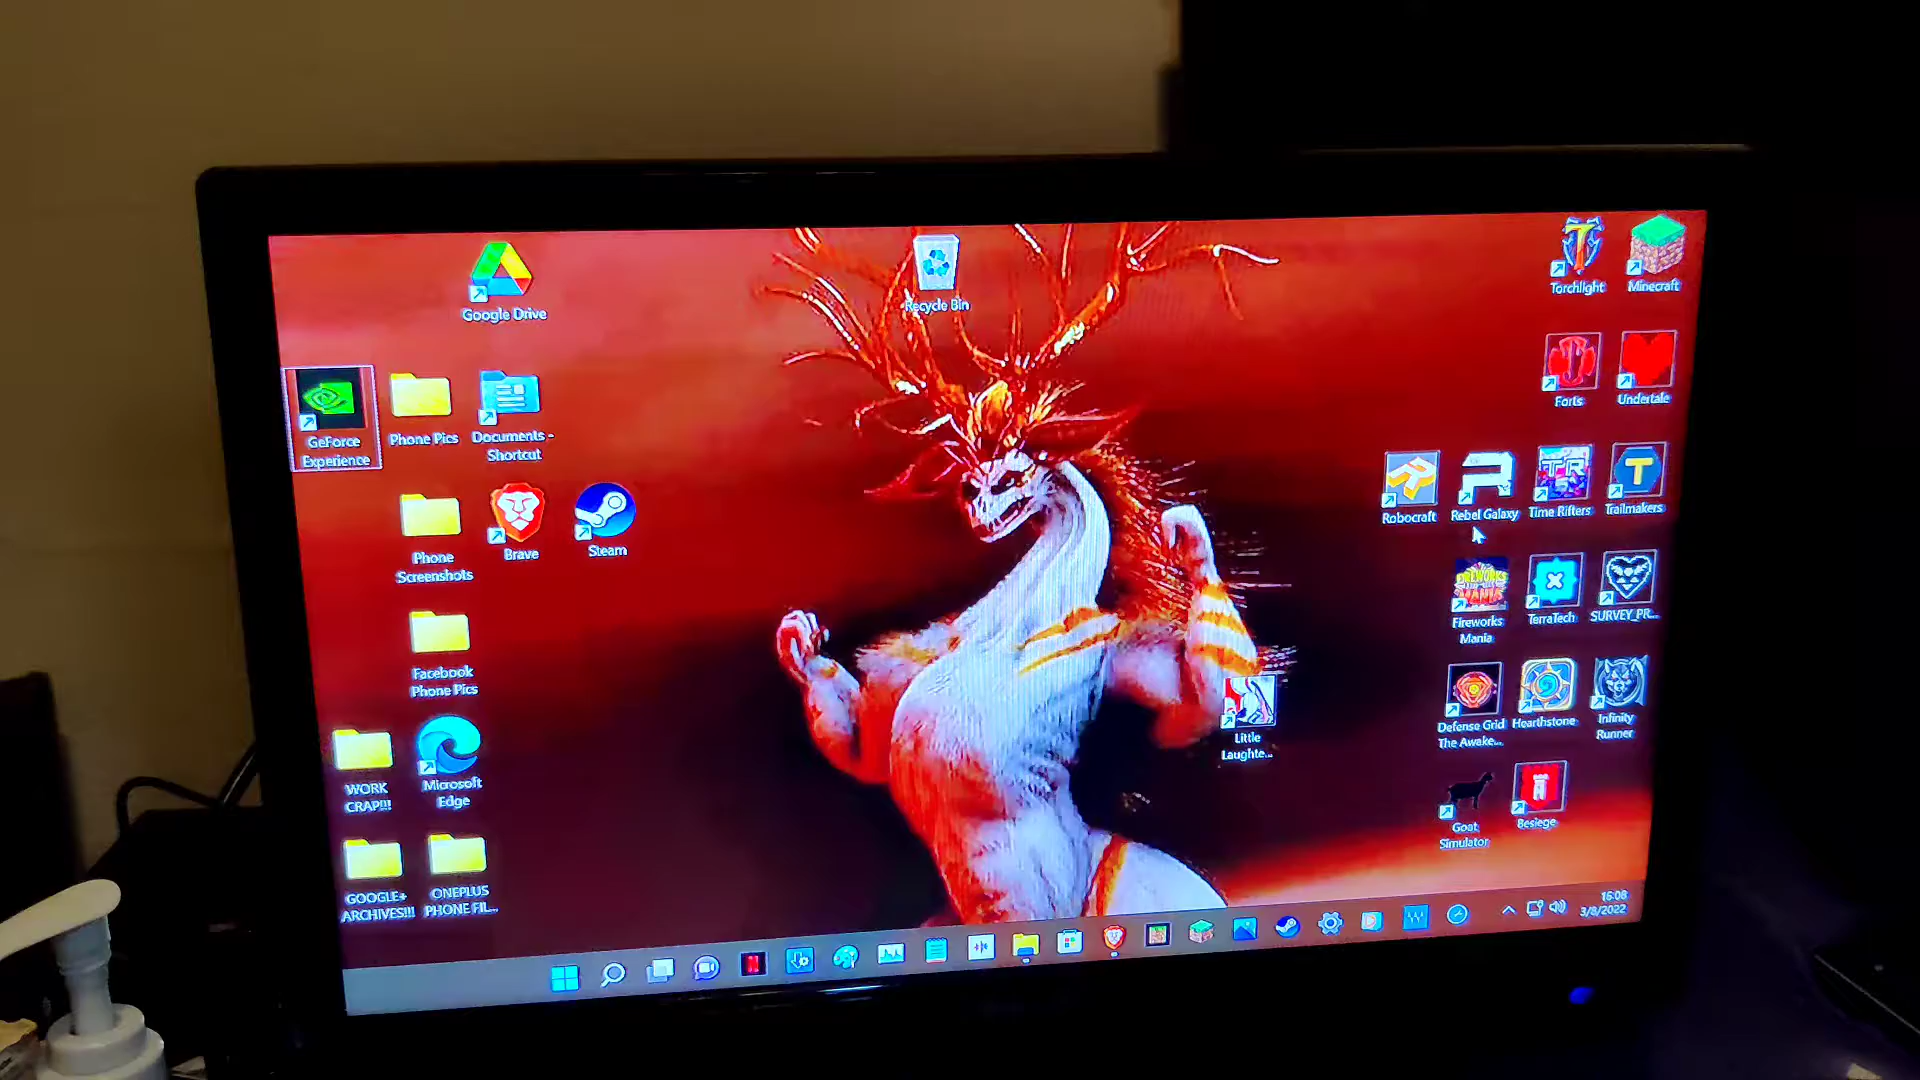 Google Drive
Recycle Bin
Torchlight
Minecraft
GeForce
Experience
Phone Pics
Documents -
Shortcut
Forts
Undertale
Phone
Screenshots
Brave
Steam
Robocraft
Rebel Galaxy
Time Rifters
Trailmakers
Facebook
Phone Pics
Fireworks
Mania
TerraTech
SURVEY_PR...
WORK
CRAP!!!
Microsoft
Edge
Little
Laughte...
Defense Grid
The Awake...
Hearthstone
Infinity
Runner
GOOGLE+
ARCHIVES!!!
ONEPLUS
PHONE FIL...
Goat
Simulator
Besiege
3/8/2022